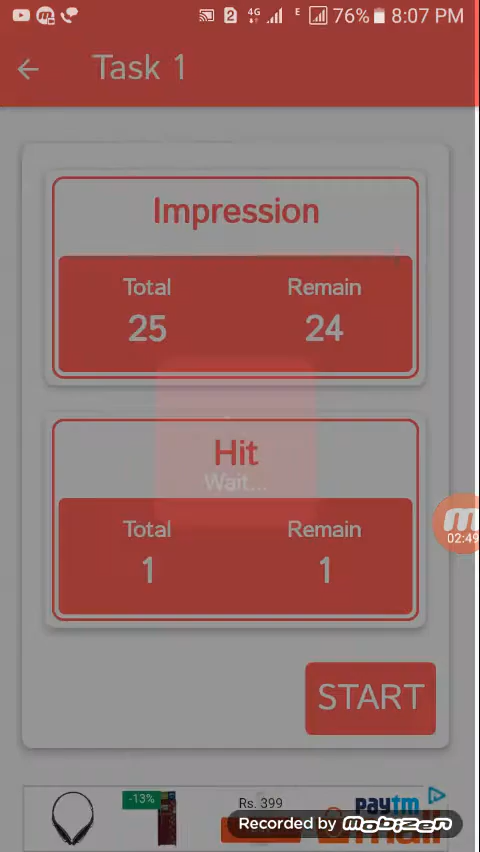 2 4G E 76% 8:07 PM
Task 1
Impression
Total Remain
25 24
Hit
Wait...
Total Remain
1 1
02:49
START
-13% Rs. 399 paytm
mall
Recorded by MOBIZEN